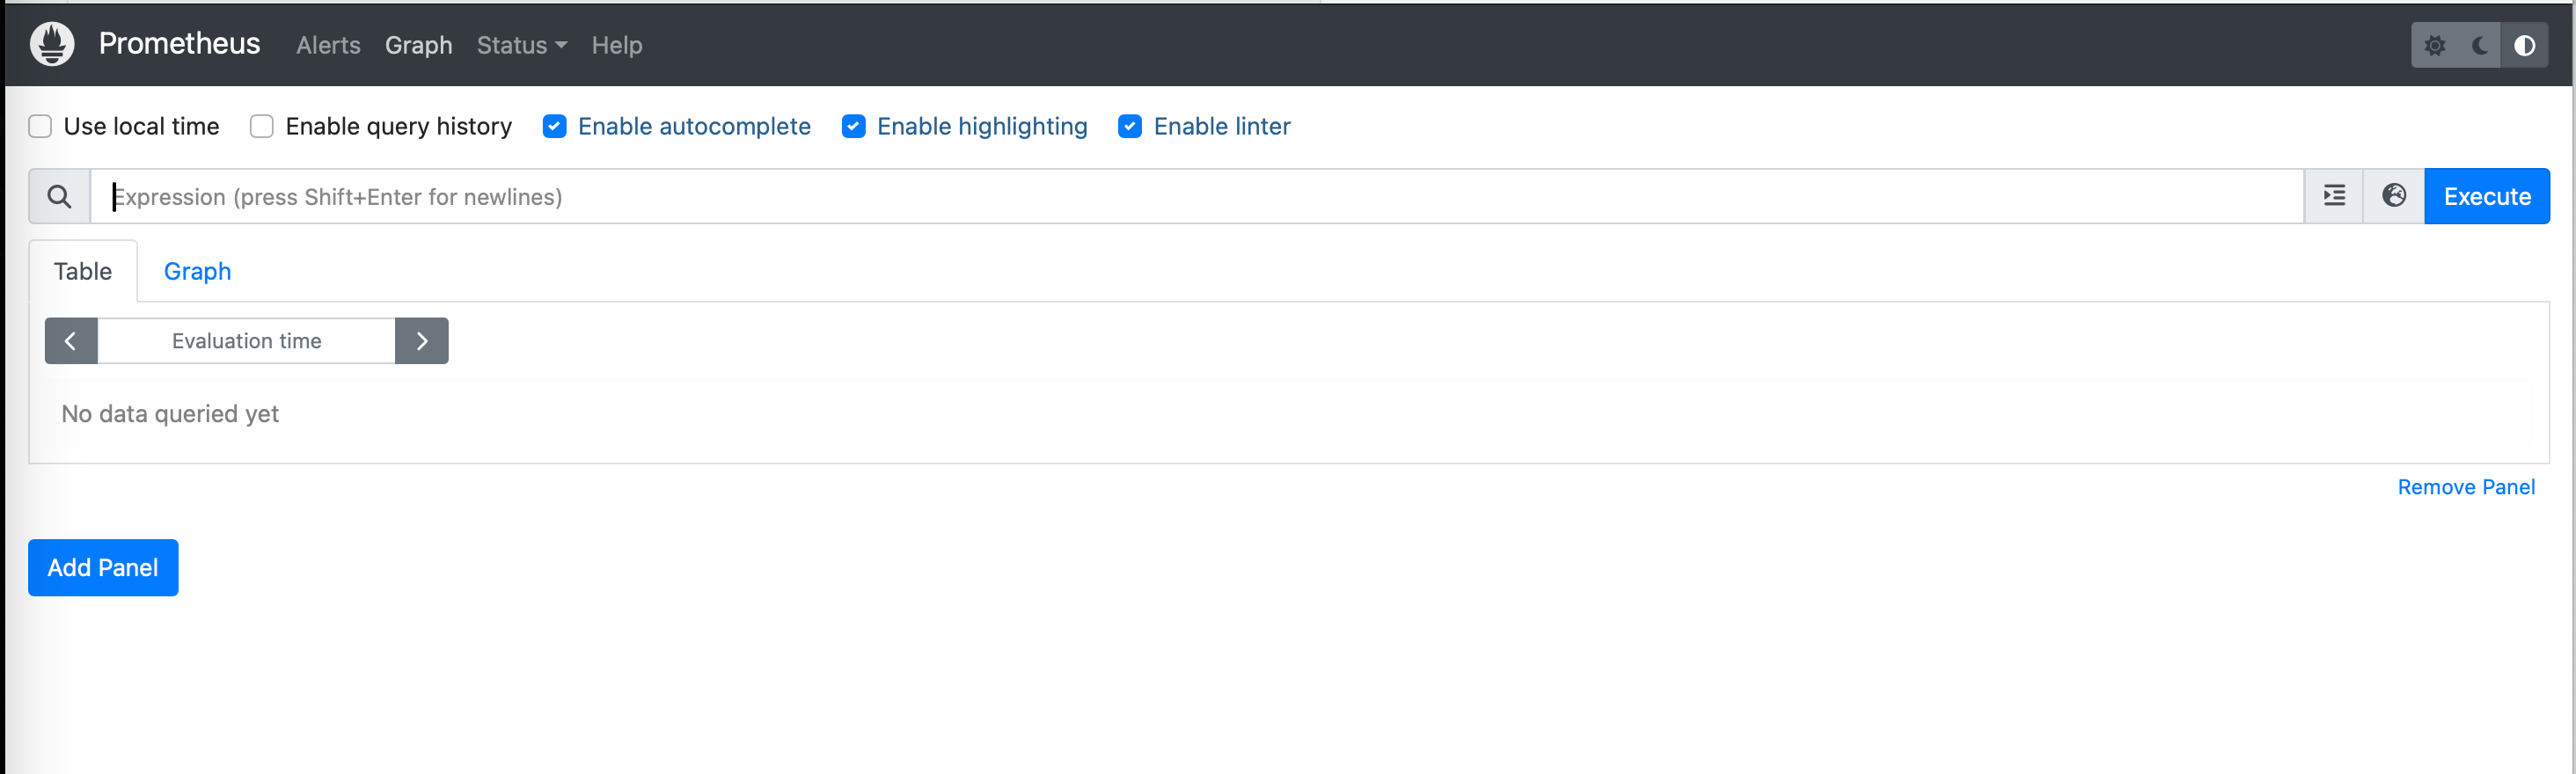 Prometheus Alerts Graph Status Help
Use local time Enable query history Enable autocomplete Enable highlighting Enable linter
Expression (press Shift+Enter for newlines) Execute
Table Graph
Evaluation time
No data queried yet
Remove Panel
Add Panel